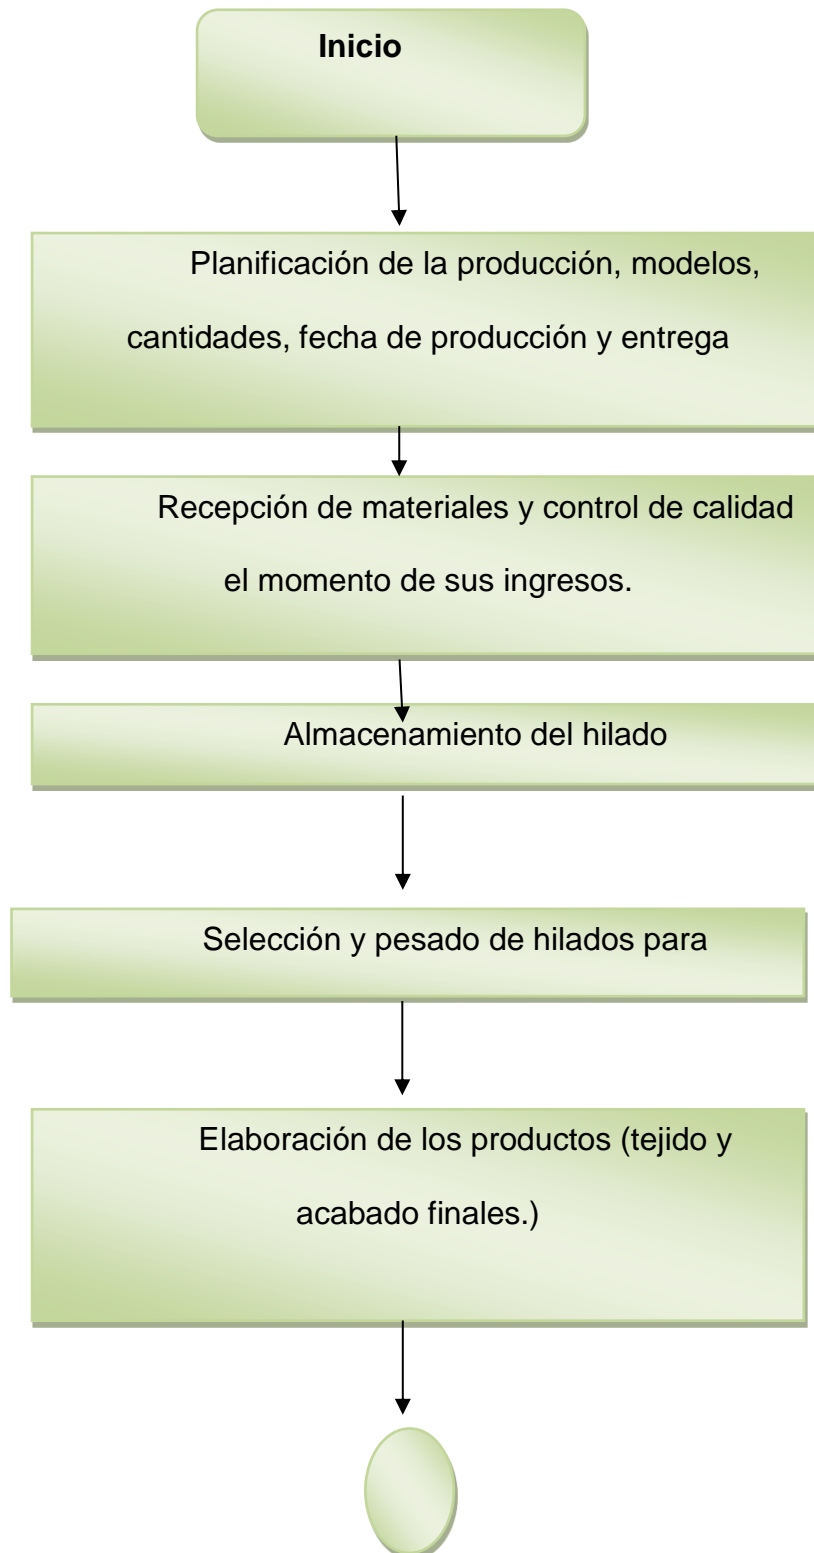 Inicio
Planificación de la producción, modelos,
cantidades, fecha de producción y entrega
Recepción de materiales y control de calidad
el momento de sus ingresos.
Almacenamiento del hilado
Selección y pesado de hilados para
Elaboración de los productos (tejido y
acabado finales.)